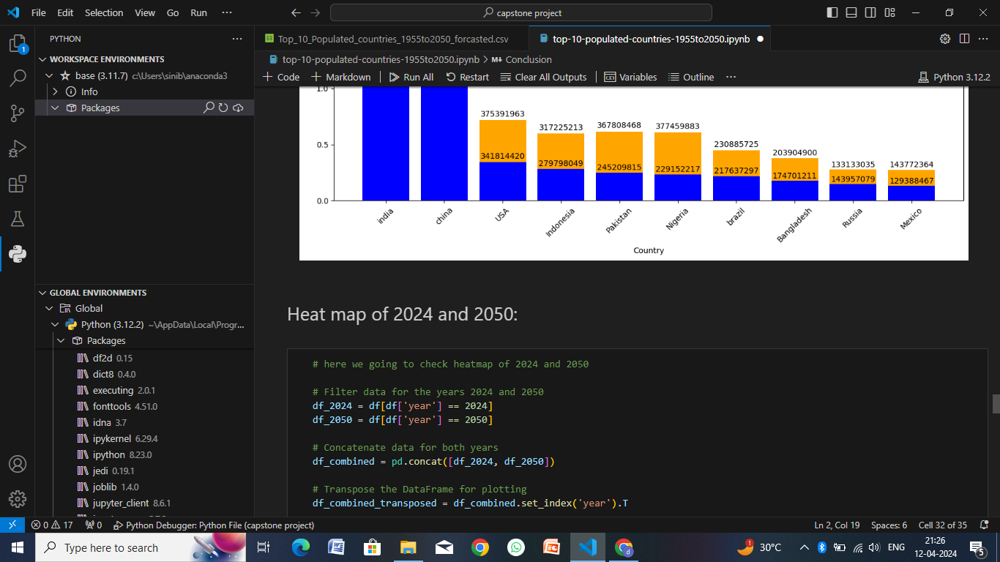 File Edit Selection View Go Run ··· capstone project
PYTHON ···
WORKSPACE ENVIRONMENTS
base (3.11.7) c:\Users\sinib\anaconda3
Info
Packages
GLOBAL ENVIRONMENTS
Global
Python (3.12.2) ~\AppData\Local\Progr...
Packages
df2d 0.15
dict8 0.4.0
executing 2.0.1
fonttools 4.51.0
idna 3.7
ipykernel 6.29.4
ipython 8.23.0
jedi 0.19.1
joblib 1.4.0
jupyter_client 8.6.1
1
Top_10_Populated_countries_1955to2050_forcasted.csv top-10-populated-countries-1955to2050.ipynb
top-10-populated-countries-1955to2050.ipynb > M↓ Conclusion
+ Code + Markdown Run All Restart Clear All Outputs Variables Outline ··· Python 3.12.2
1.0
0.5
0.0
375391963
317225213
367808468
377459883
230885725
203904900
133133035
143772364
341814420
279798049
245209815
229152217
217637297
174701211
143957079
129388467
india
china
USA
Indonesia
Pakistan
Nigeria
brazil
Bangladesh
Russia
Mexico
Country
Heat map of 2024 and 2050:
# here we going to check heatmap of 2024 and 2050
# Filter data for the years 2024 and 2050
df_2024 = df[df['year'] == 2024]
df_2050 = df[df['year'] == 2050]
# Concatenate data for both years
df_combined = pd.concat([df_2024, df_2050])
# Transpose the DataFrame for plotting
df_combined_transposed = df_combined.set_index('year').T
0 17 0 Python Debugger: Python File (capstone project) Ln 2, Col 19 Spaces: 6 Cell 32 of 35
Type here to search
1 30°C ENG
21:26
12-04-2024
5